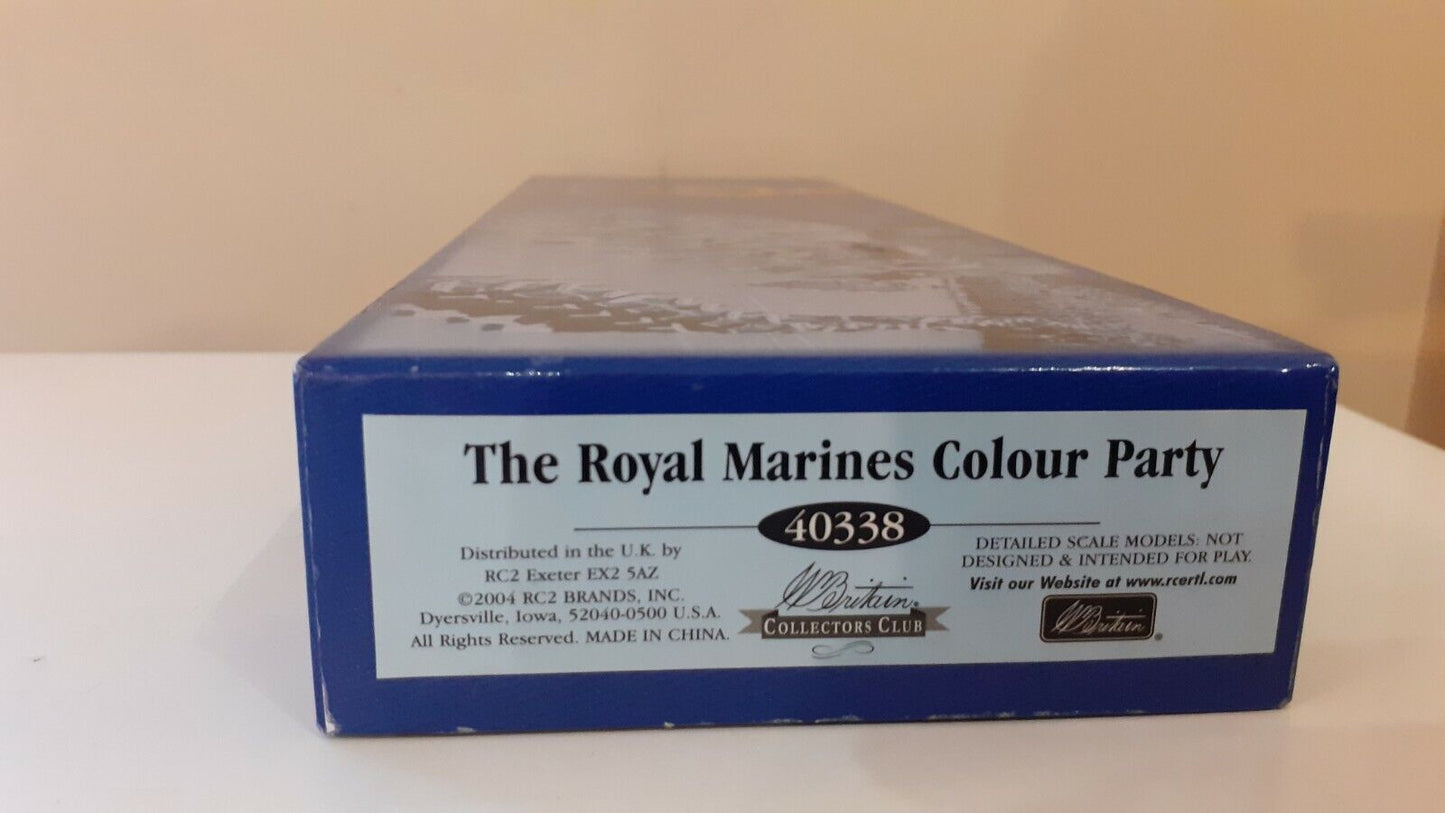 The Royal Marines Colour Party
40338
Distributed in the U.K. by
RC2 Exeter EX2 5AZ
©2004 RC2 BRANDS, INC.
Dyersville, Iowa, 52040-0500 U.S.A.
All Rights Reserved. MADE IN CHINA.
W Britain®
COLLECTORS CLUB
DETAILED SCALE MODELS: NOT
DESIGNED & INTENDED FOR PLAY.
Visit our Website at www.rcertl.com
W Britain®